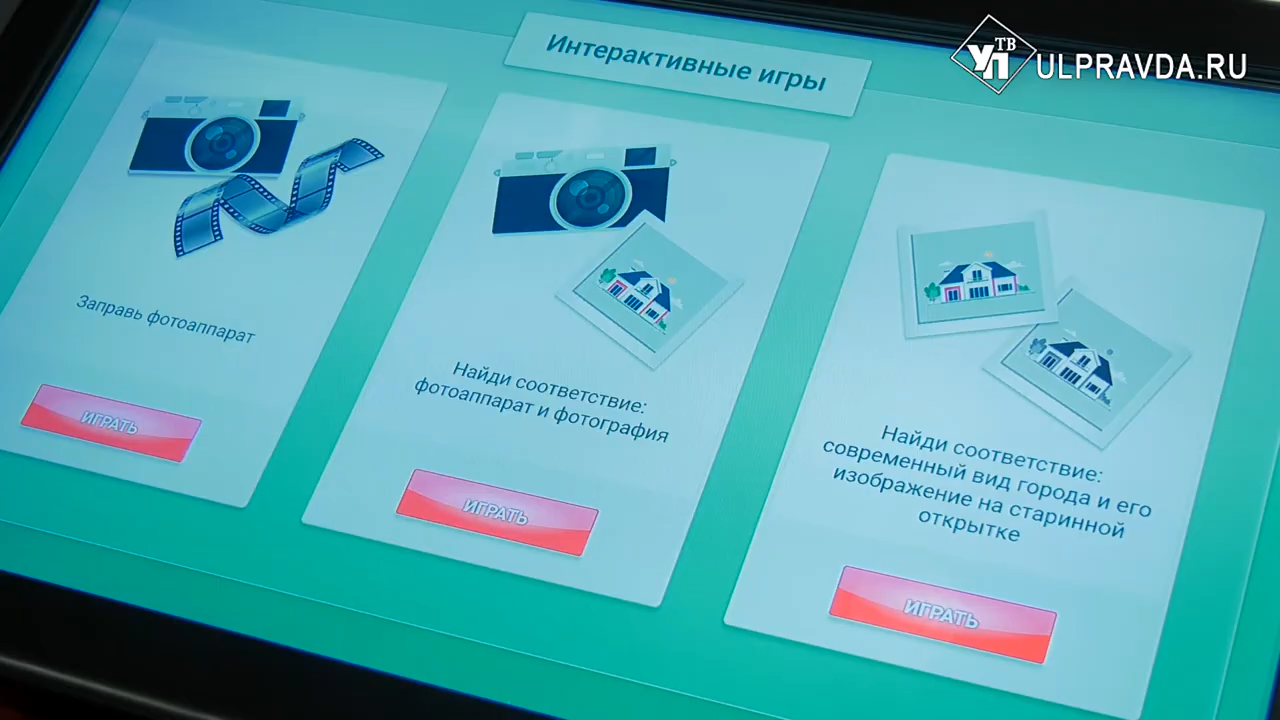 Интерактивные игры
УП ТВ ULPRAVDA.RU
Заправь фотоаппарат
ИГРАТЬ
Найди соответствие:
фотоаппарат и фотография
ИГРАТЬ
Найди соответствие:
современный вид города и его
изображение на старинной
открытке
ИГРАТЬ